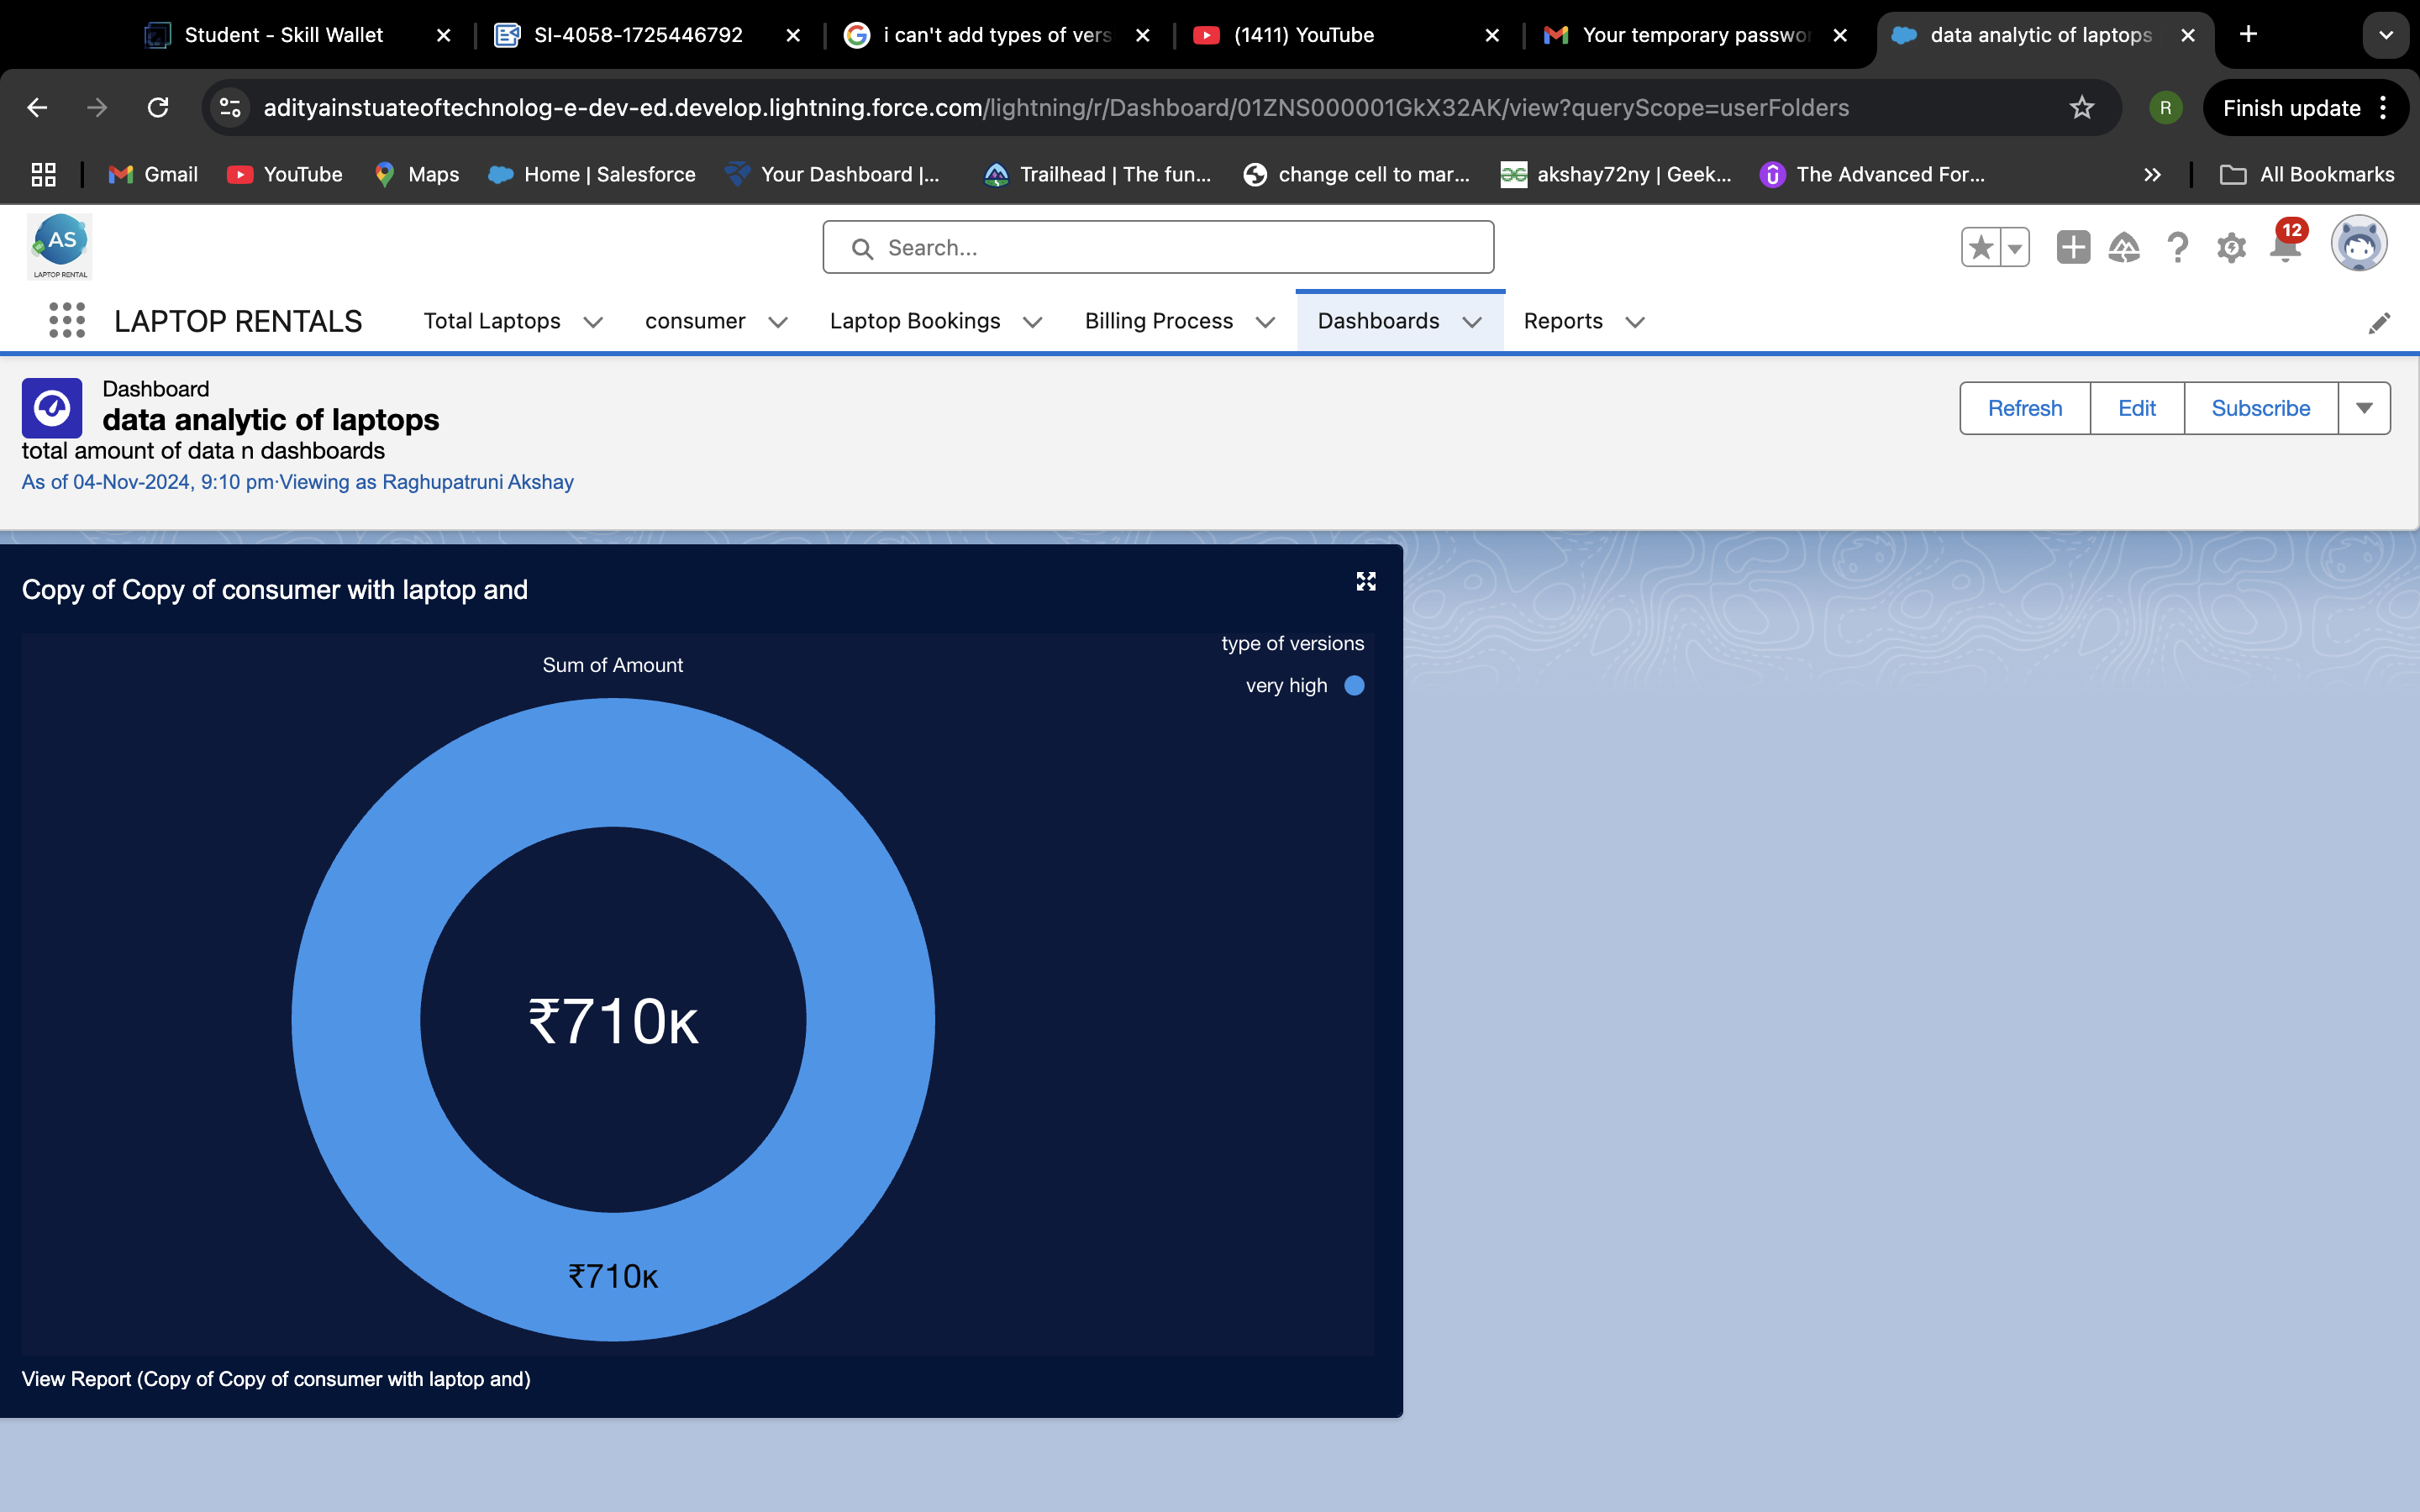 Student - Skill Wallet
SI-4058-1725446792
i can't add types of vers
(1411) YouTube
Your temporary passwor
data analytic of laptops
adityainstuateoftechnolog-e-dev-ed.develop.lightning.force.com/lightning/r/Dashboard/01ZNS000001GkX32AK/view?queryScope=userFolders
R
Finish update
Gmail
YouTube
Maps
Home | Salesforce
Your Dashboard |...
Trailhead | The fun...
change cell to mar...
akshay72ny | Geek...
The Advanced For...
All Bookmarks
AS
LAPTOP RENTAL
Search...
12
LAPTOP RENTALS
Total Laptops
consumer
Laptop Bookings
Billing Process
Dashboards
Reports
Dashboard
data analytic of laptops
total amount of data n dashboards
As of 04-Nov-2024, 9:10 pm·Viewing as Raghupatruni Akshay
Refresh
Edit
Subscribe
Copy of Copy of consumer with laptop and
type of versions
Sum of Amount
very high
₹710K
₹710K
View Report (Copy of Copy of consumer with laptop and)